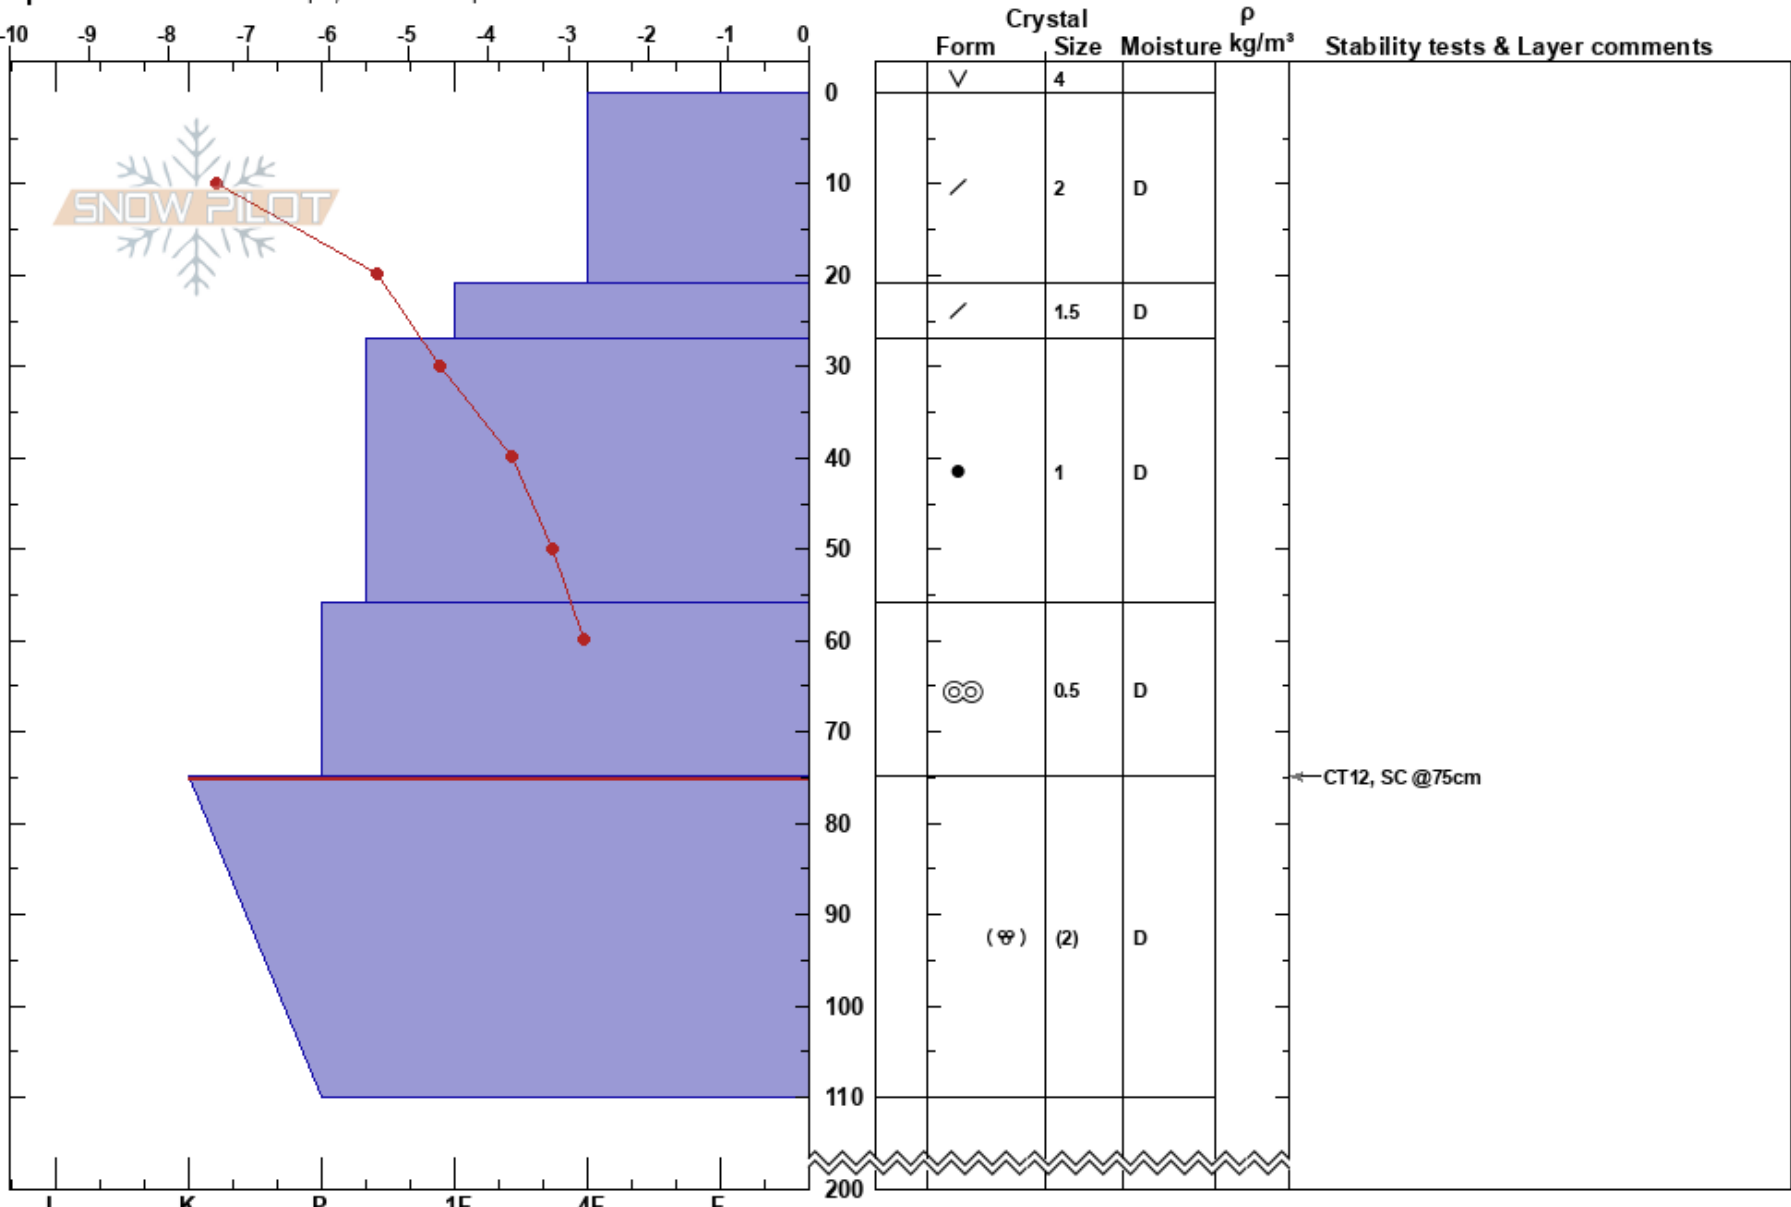 -10 -9 -8 -7 -6 -5 -4 -3 -2 -1 0
Crystal ρ
Form Size Moisture kg/m³ Stability tests & Layer comments
4
0
SNOW PILOT
10 2 D
20
1.5 D
30
40 1 D
50
60
0.5 D
70
CT12, SC @75cm
80
90
( ) (2) D
100
110
200
I K P 1F 4F F